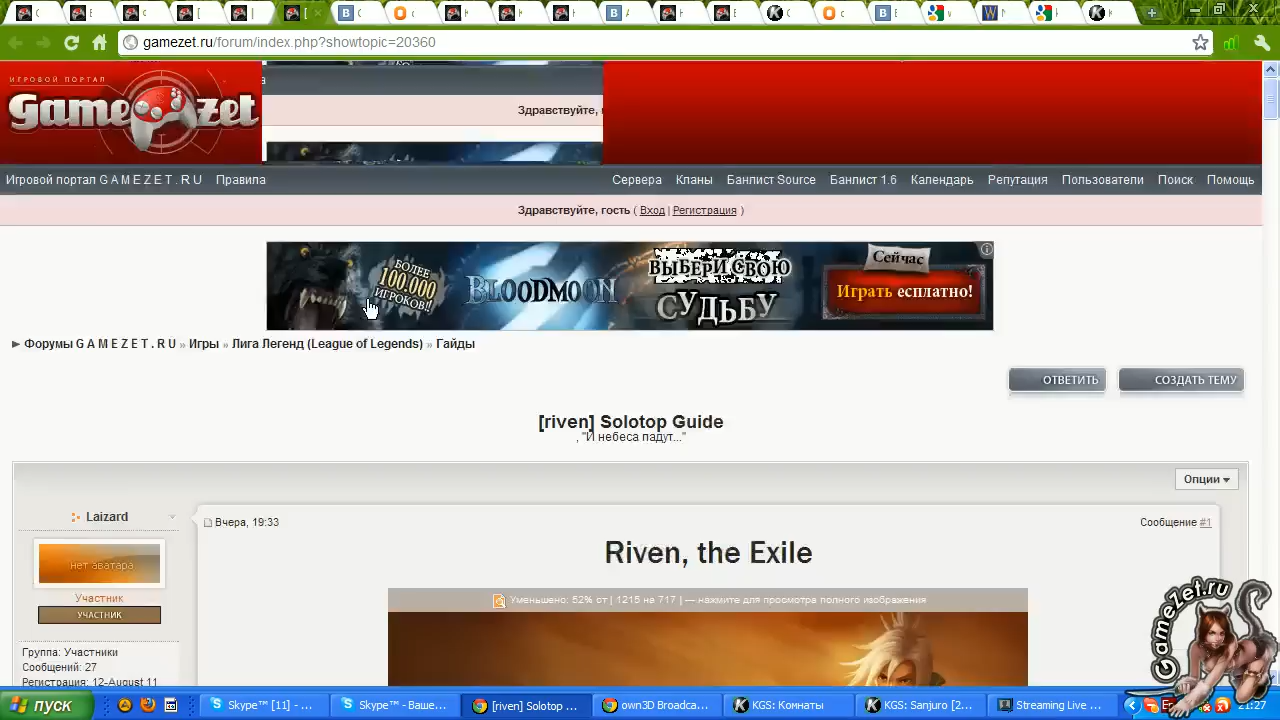 gamezet.ru/forum/index.php?showtopic=20360
ИГРОВОЙ ПОРТАЛ
GameZet
Здравствуйте,
Игровой портал G A M E Z E T . R U Правила Сервера Кланы Банлист Source Банлист 1.6 Календарь Репутация Пользователи Поиск Помощь
Здравствуйте, гость ( Вход | Регистрация )
БОЛЕЕ
100.000
ИГРОКОВ!
BLOODMOON
ВЫБЕРИ СВОЮ
СУДЬБУ
Сейчас
Играть есплатно!
Форумы G A M E Z E T . R U » Игры » Лига Легенд (League of Legends) » Гайды
ОТВЕТИТЬ СОЗДАТЬ ТЕМУ
[riven] Solotop Guide
, "И небеса падут..."
Опции
Laizard
Вчера, 19:33
Сообщение #1
Riven, the Exile
нет аватара
Участник
УЧАСТНИК
Уменьшено: 52% от [ 1215 на 717 ] — нажмите для просмотра полного изображения
Группа: Участники
Сообщений: 27
Регистрация: 12-August 11
GameZet.ru
пуск
Skype™ [11] - ...
Skype™ - Ваше...
[riven] Solotop ...
own3D Broadca...
KGS: Комнаты
KGS: Sanjuro [2...
Streaming Live ...
21:27